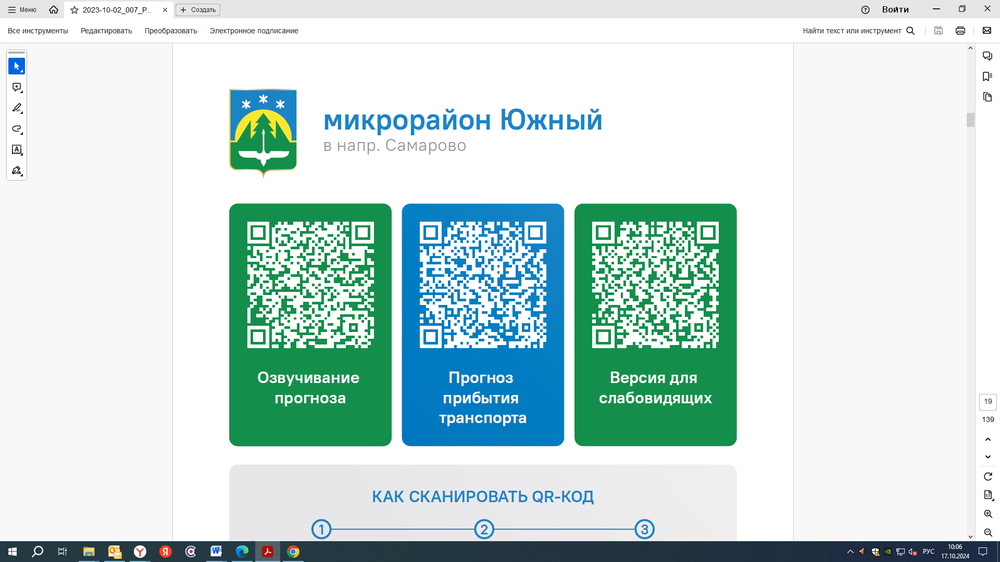 Меню
2023-10-02_007_Р...
Создать
Войти
Все инструменты
Редактировать
Преобразовать
Электронное подписание
Найти текст или инструмент
микрорайон Южный
в напр. Самарово
Озвучивание
прогноза
Прогноз
прибытия
транспорта
Версия для
слабовидящих
КАК СКАНИРОВАТЬ QR-КОД
1
2
3
19
139
РУС
10:06
17.10.2024